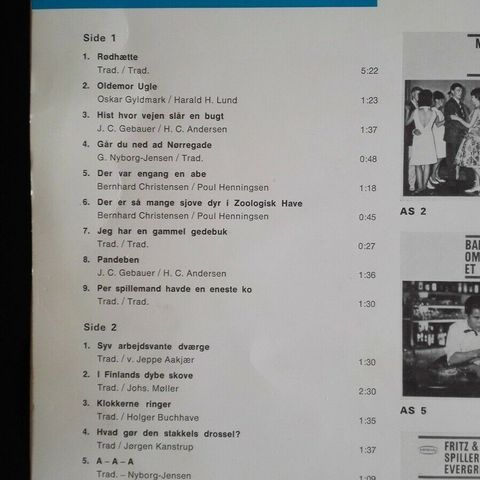 Side 1
1. Rødhætte
Trad. / Trad. 5:22
2. Oldemor Ugle
Oskar Gyldmark / Harald H. Lund 1:23
3. Hist hvor vejen slår en bugt
J. C. Gebauer / H. C. Andersen 1:37
4. Går du ned ad Nørregade
G. Nyborg-Jensen / Trad. 0:48
5. Der var engang en abe
Bernhard Christensen / Poul Henningsen 1:18
6. Der er så mange sjove dyr i Zoologisk Have
Bernhard Christensen / Poul Henningsen 0:45
7. Jeg har en gammel gedebuk
Trad. / Trad. 0:27
8. Pandeben
J. C. Gebauer / H. C. Andersen 1:36
9. Per spillemand havde en eneste ko
Trad. / Trad. 1:30
Side 2
1. Syv arbejdsvante dværge
Trad. / v. Jeppe Aakjær 1:30
2. I Finlands dybe skove
Trad. / Johs. Møller 2:30
3. Klokkerne ringer
Trad. / Holger Buchhave 1:35
4. Hvad gør den stakkels drossel?
Trad / Jørgen Kanstrup 1:37
5. A – A – A
Trad. – Nyborg-Jensen 1:09
AS 2
OM
ET
AS 5
FRITZ &
SPILLER
EVERGR